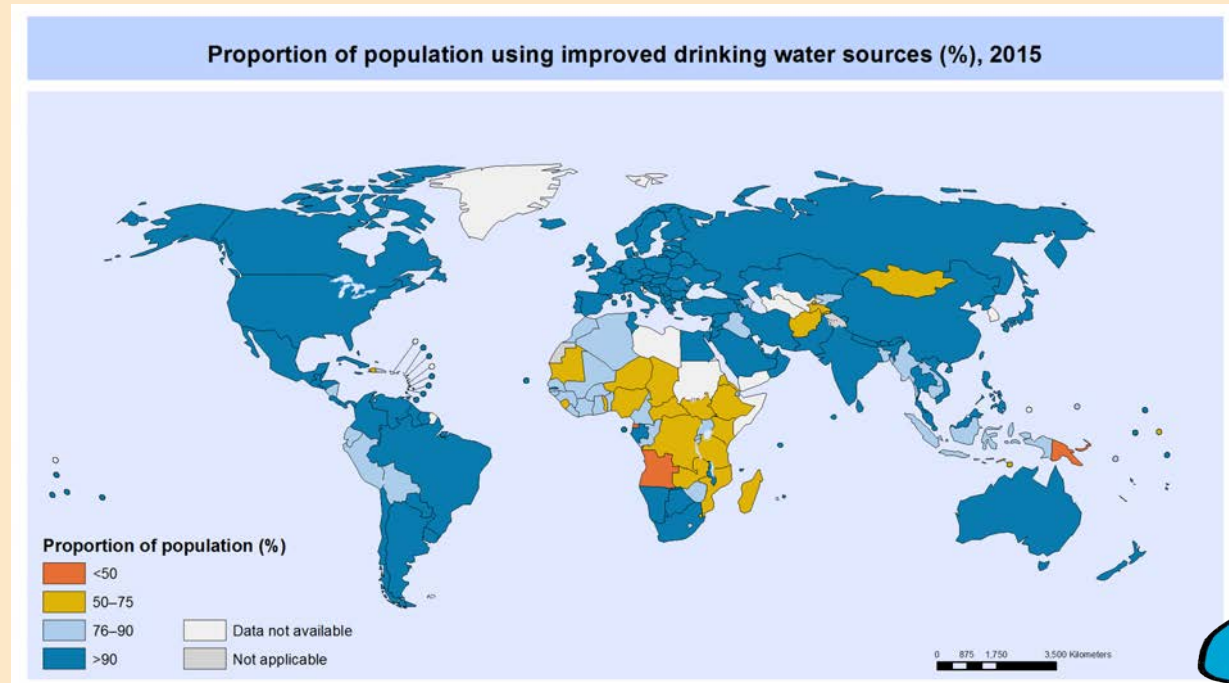 Proportion of population using improved drinking water sources (%), 2015
Proportion of population (%)
<50
50–75
76–90
>90
Data not available
Not applicable
0 875 1,750 3,500 Kilometers